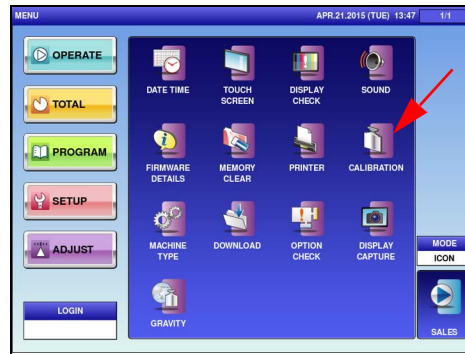 MENU
APR.21.2015 (TUE) 13:47
1/1
OPERATE
TOTAL
PROGRAM
SETUP
ADJUST
LOGIN
DATE TIME
TOUCH
SCREEN
DISPLAY
CHECK
SOUND
FIRMWARE
DETAILS
MEMORY
CLEAR
PRINTER
CALIBRATION
MACHINE
TYPE
DOWNLOAD
OPTION
CHECK
DISPLAY
CAPTURE
GRAVITY
MODE
ICON
SALES